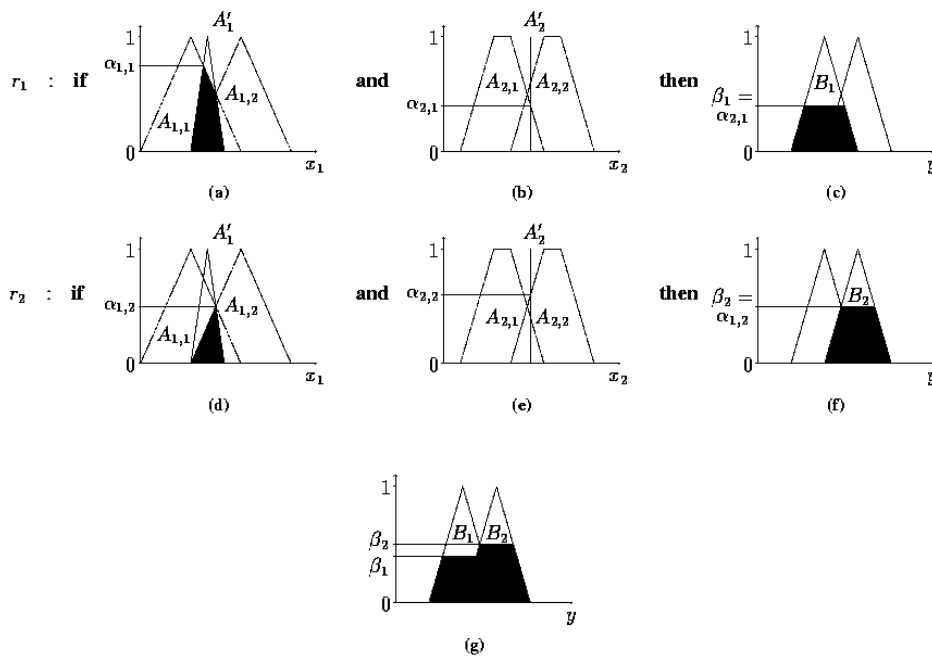 A′₁ A′₂
1 1 1
α₁,₁ B₁
r₁ : if and then
A₂,₁ A₂,₂
A₁,₂ α₂,₁ β₁ =
A₁,₁ α₂,₁
0 0 0
x₁ x₂
(a) (b) (c)
A′₁ A′₂
1 1 1
r₂ : if and then
α₁,₂ A₁,₂ α₂,₂ β₂ = B₂
A₁,₁ A₂,₁ A₂,₂ α₁,₂
0 0 0
x₁ x₂
(d) (e) (f)
1
B₁ B₂
β₂
β₁
0
y
(g)